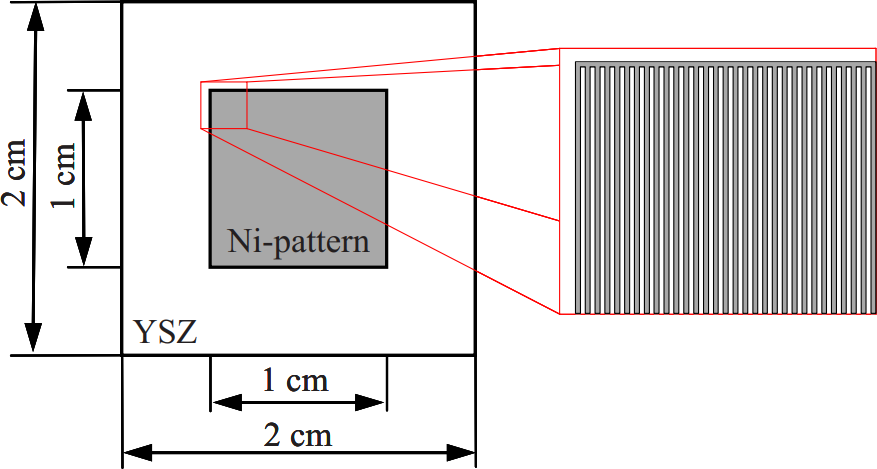 2 cm
1 cm
Ni-pattern
YSZ
1 cm
2 cm